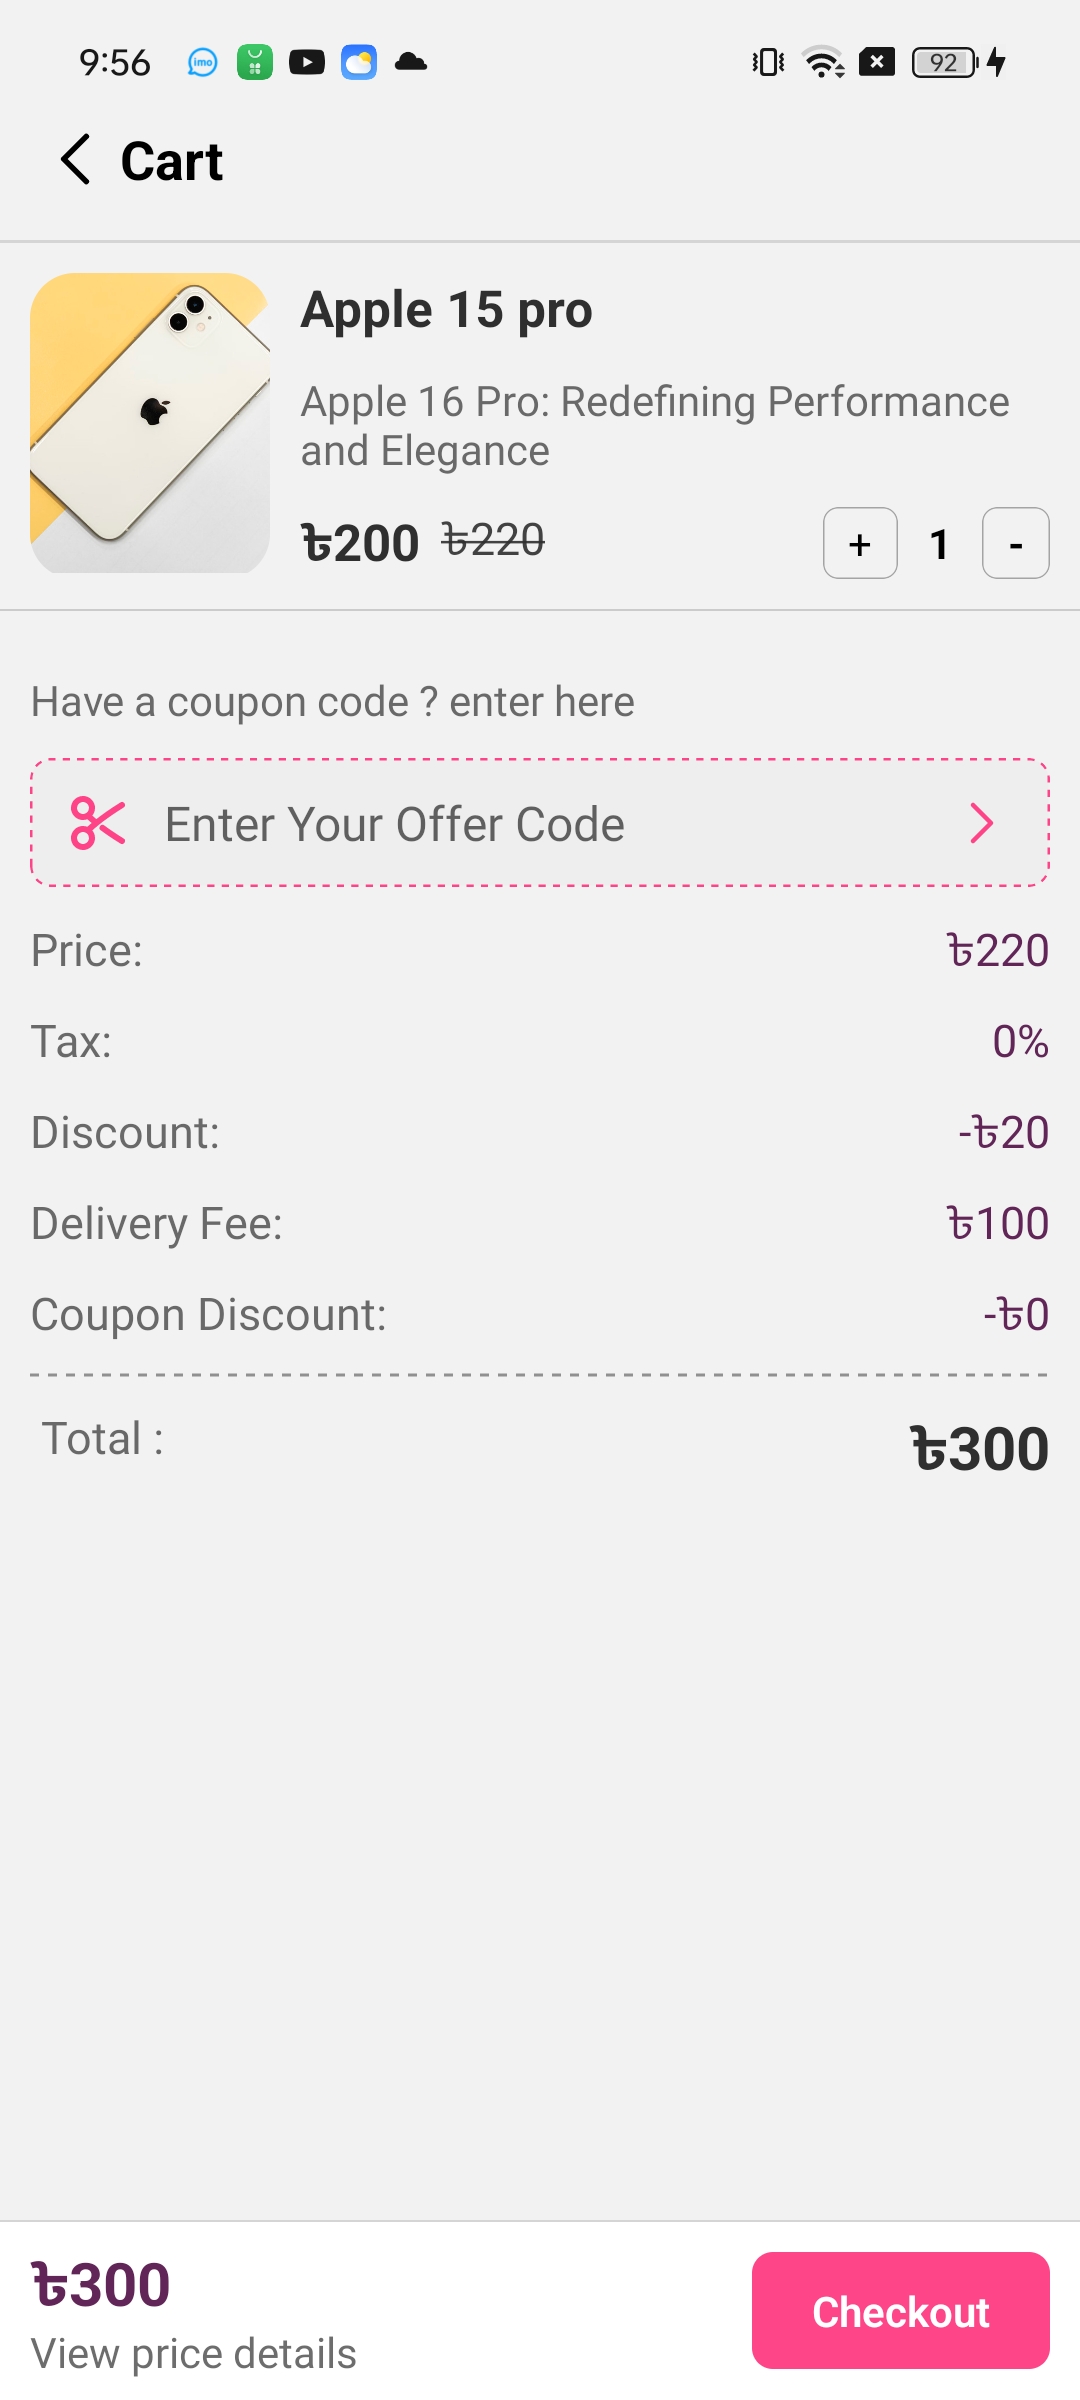 9:56
imo
92
Cart
Apple 15 pro
Apple 16 Pro: Redefining Performance
and Elegance
৳200 ৳220
+ 1 -
Have a coupon code ? enter here
Enter Your Offer Code
Price: ৳220
Tax: 0%
Discount: -৳20
Delivery Fee: ৳100
Coupon Discount: -৳0
Total : ৳300
৳300
View price details
Checkout